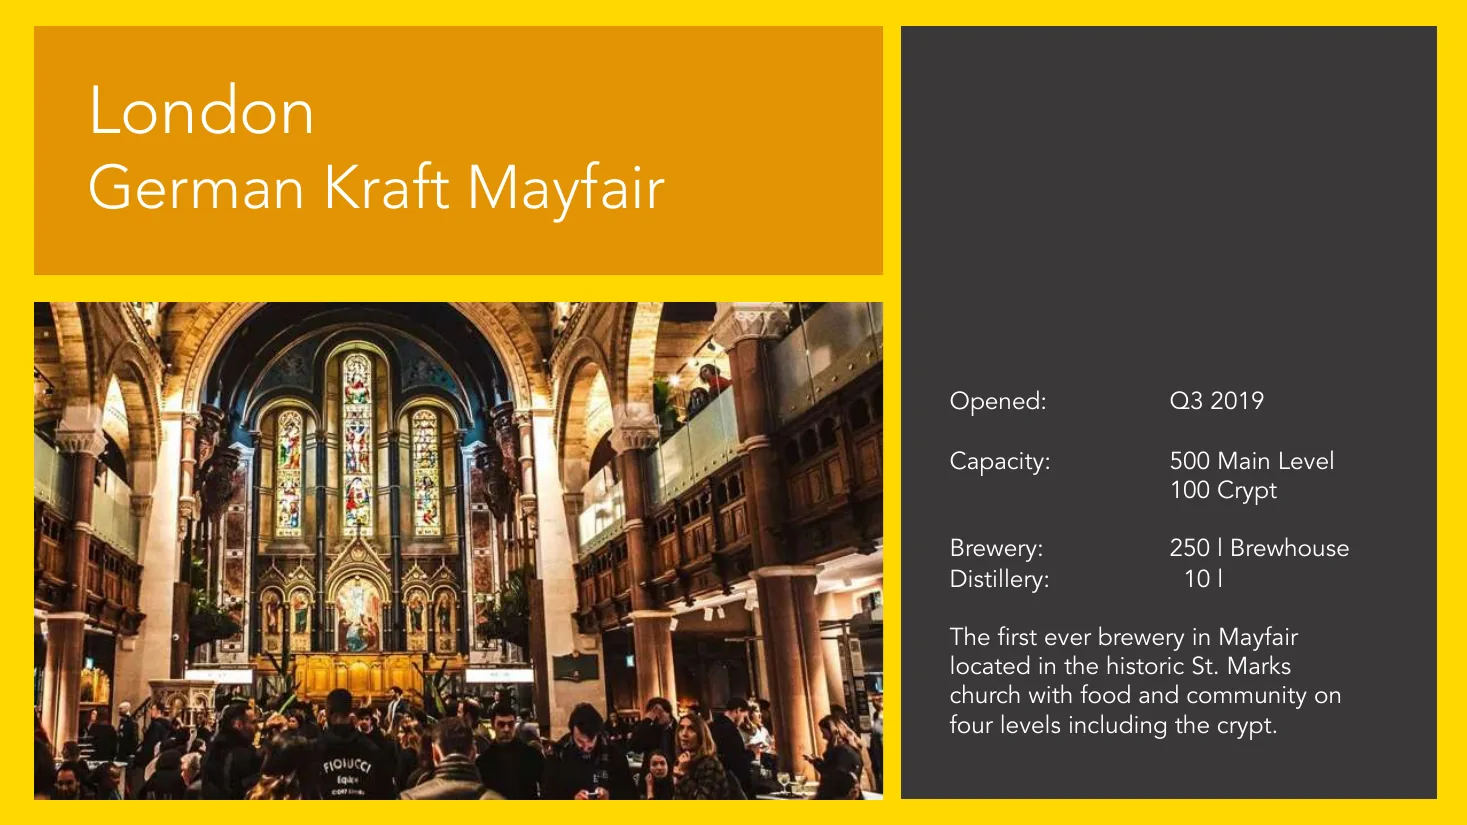 London
German Kraft Mayfair
Opened: Q3 2019
Capacity: 500 Main Level
100 Crypt
Brewery: 250 l Brewhouse
Distillery: 10 l
The first ever brewery in Mayfair
located in the historic St. Marks
church with food and community on
four levels including the crypt.
FIORUCCI